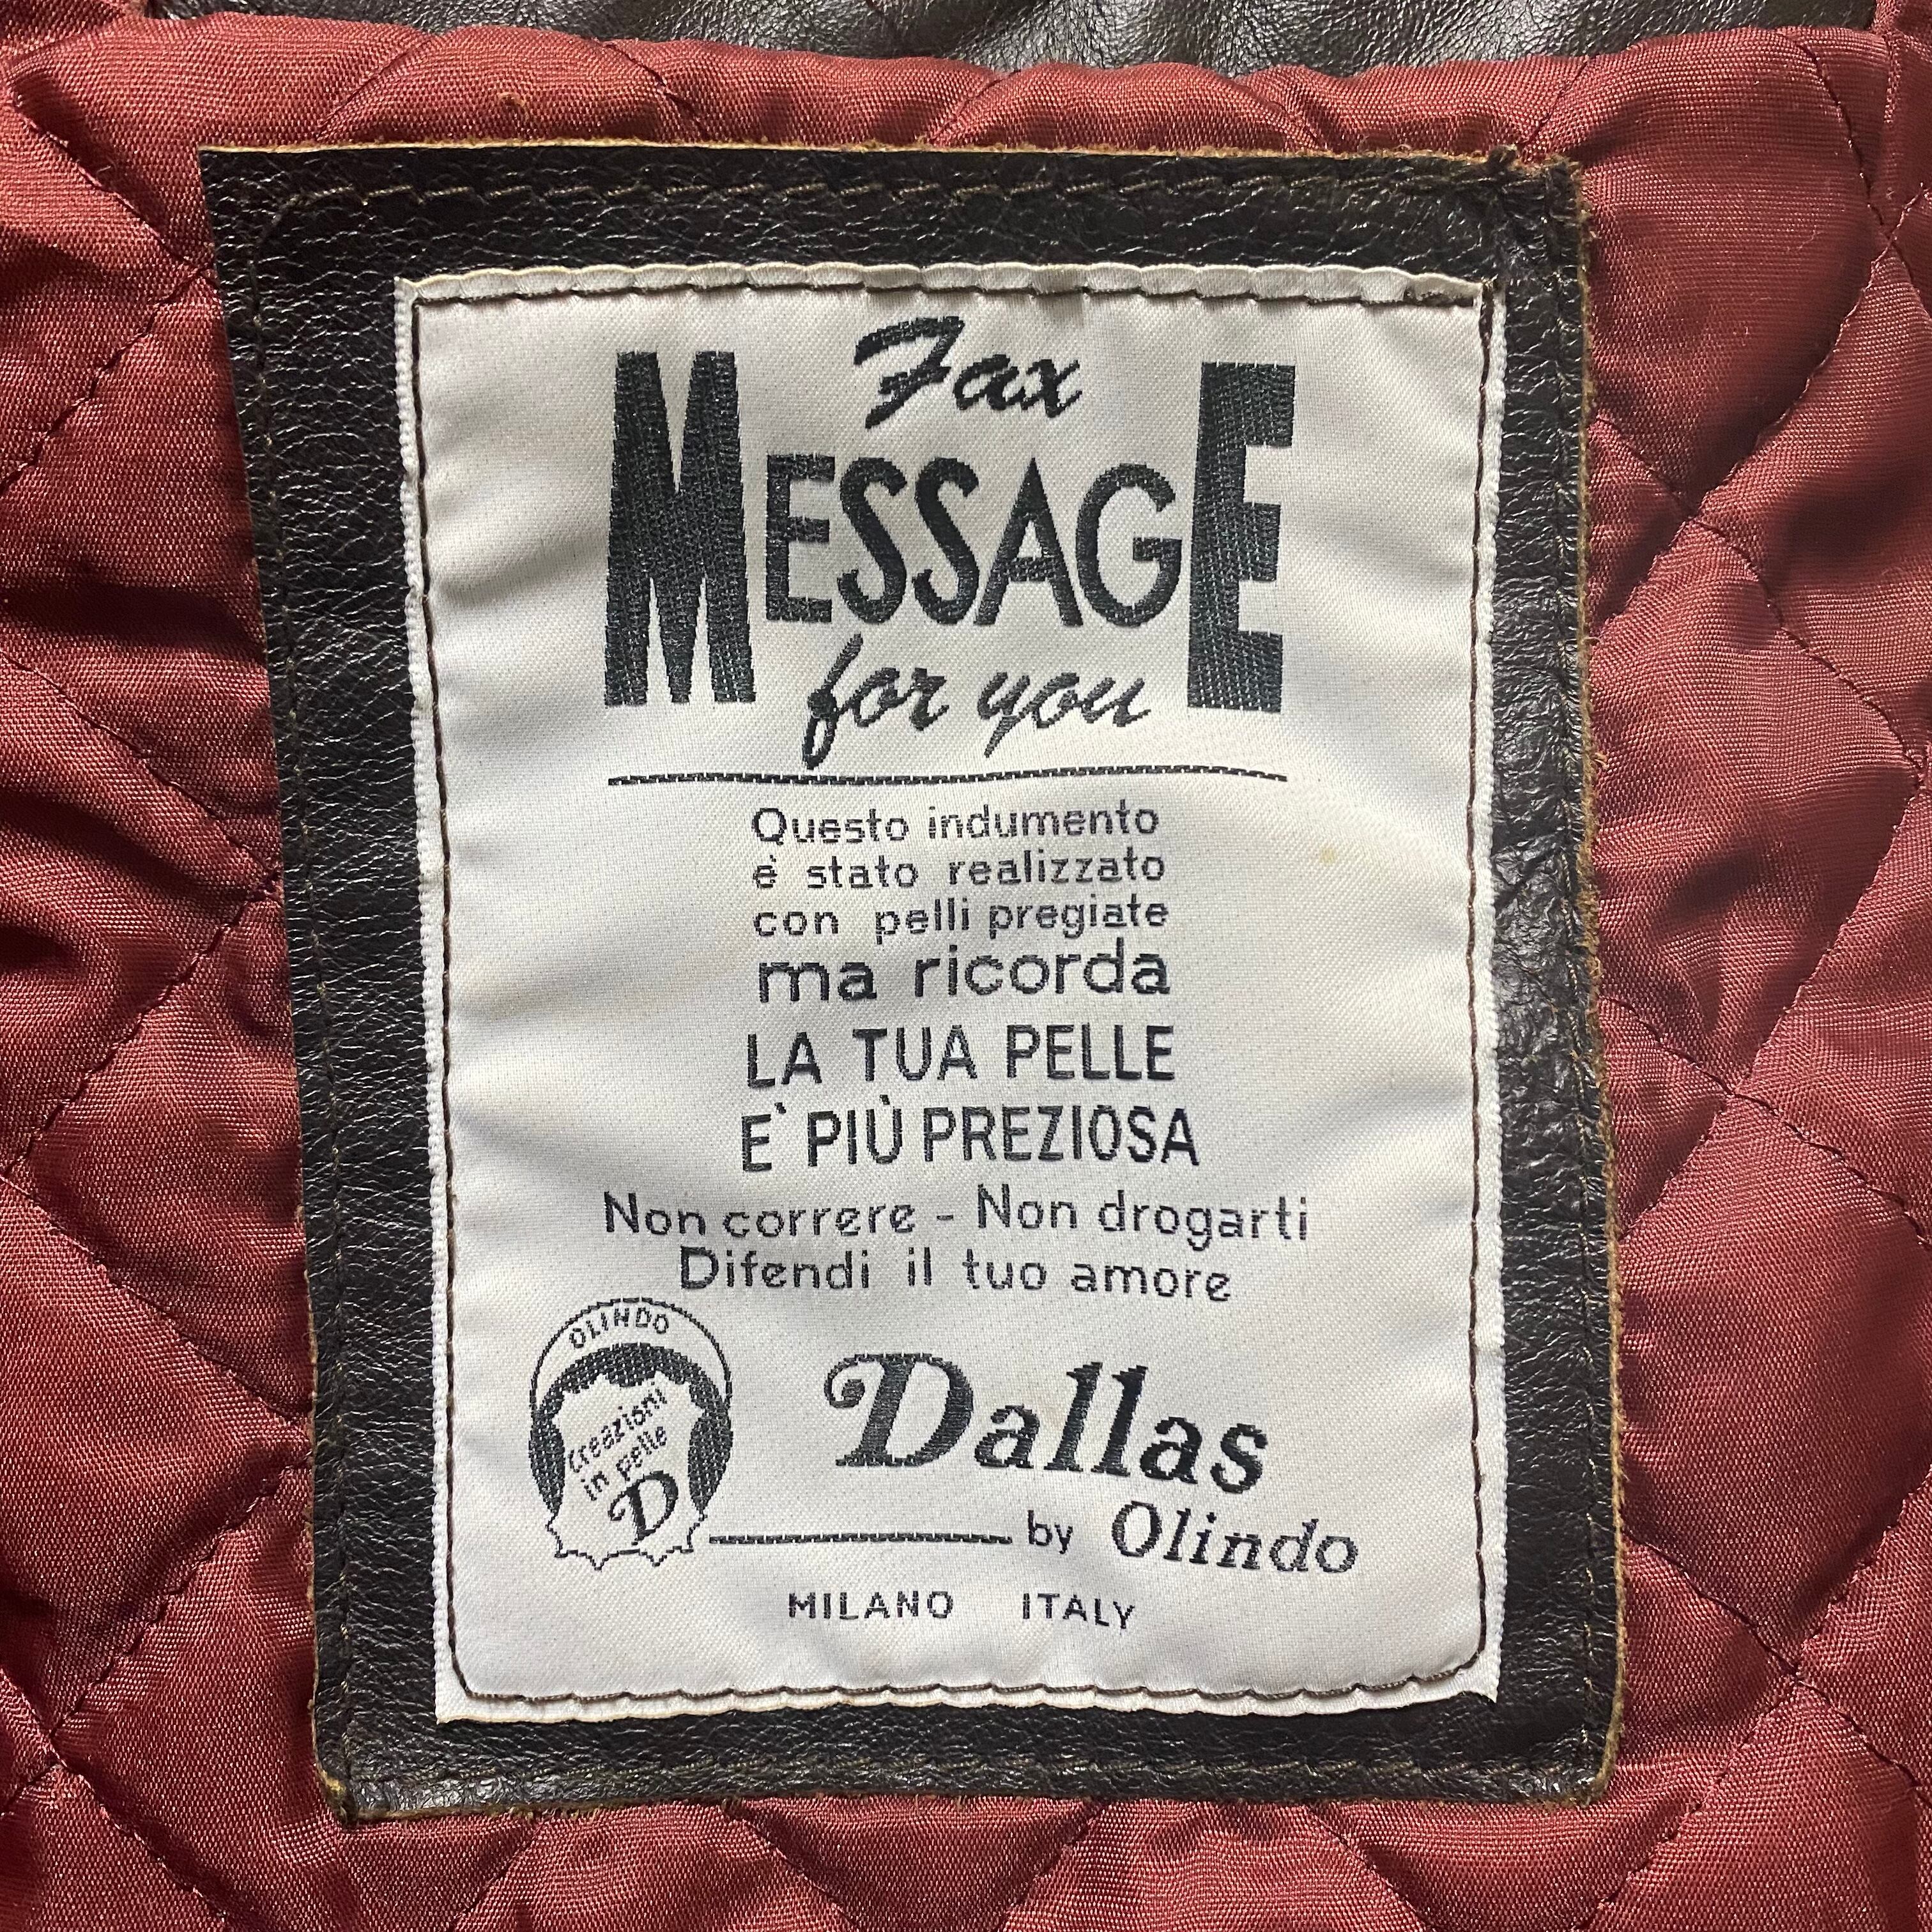 Fax
MESSAGE
for you
Questo indumento
è stato realizzato
con pelli pregiate
ma ricorda
LA TUA PELLE
E` PIÙ PREZIOSA
Non correre - Non drogarti
Difendi il tuo amore
OLINDO
Creazioni
in pelle
D
Dallas
by Olindo
MILANO ITALY